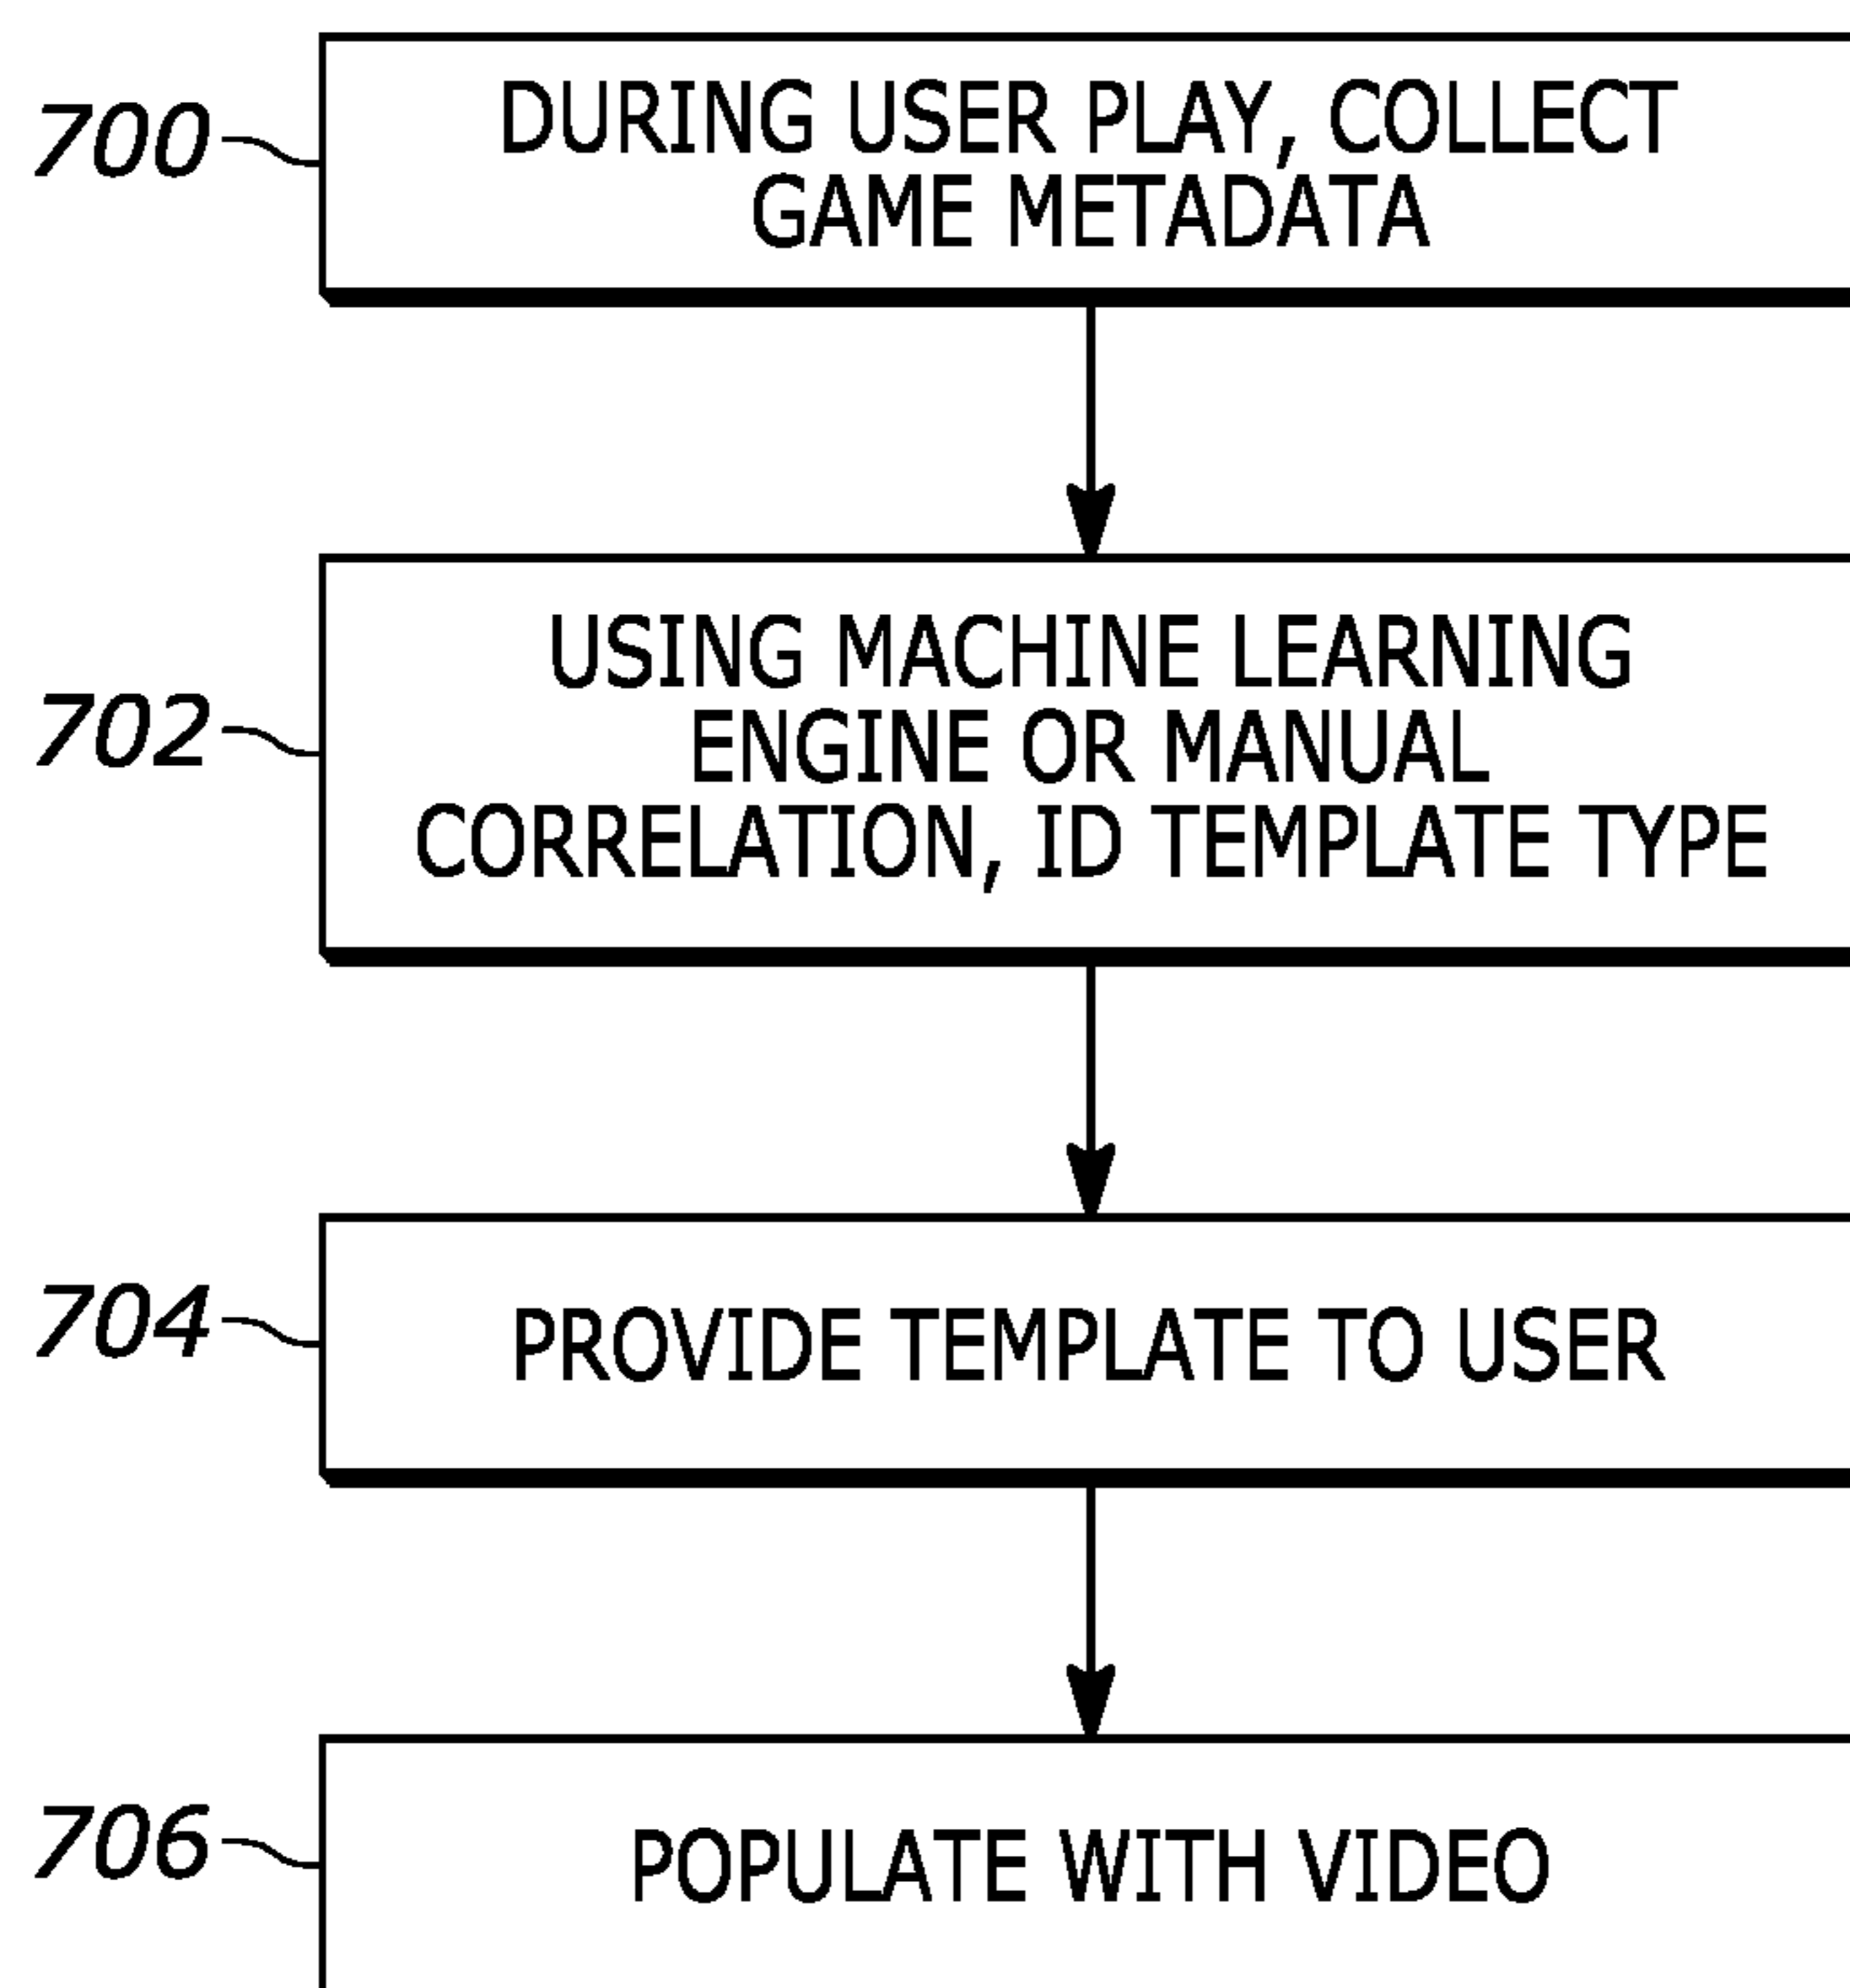 700
DURING USER PLAY, COLLECT
GAME METADATA
702
USING MACHINE LEARNING
ENGINE OR MANUAL
CORRELATION, ID TEMPLATE TYPE
704
PROVIDE TEMPLATE TO USER
706
POPULATE WITH VIDEO